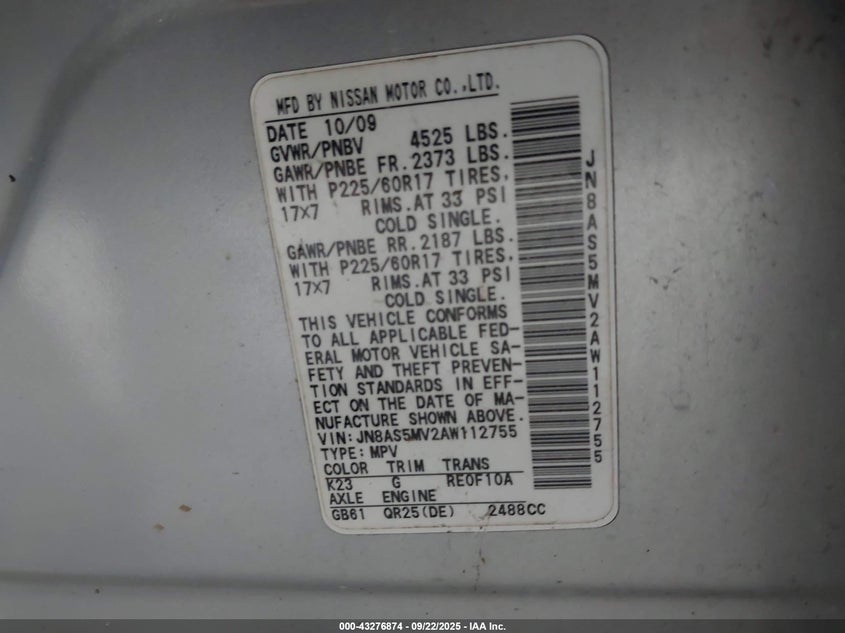 MFD BY NISSAN MOTOR CO.,LTD.
DATE 10/09
GVWR/PNBV 4525 LBS.
GAWR/PNBE FR.2373 LBS.
WITH P225/60R17 TIRES.
17x7 RIMS.AT 33 PSI
COLD SINGLE.
GAWR/PNBE RR.2187 LBS.
WITH P225/60R17 TIRES.
17x7 RIMS.AT 33 PSI
COLD SINGLE.
THIS VEHICLE CONFORMS
TO ALL APPLICABLE FED-
ERAL MOTOR VEHICLE SA-
FETY AND THEFT PREVEN-
TION STANDARDS IN EFF-
ECT ON THE DATE OF MA-
NUFACTURE SHOWN ABOVE.
VIN: JN8AS5MV2AW112755
TYPE: MPV
COLOR TRIM TRANS
K23 G RE0F10A
AXLE ENGINE
GB61 QR25(DE) 2488CC
JN8AS5MV2AW112755
000-43276874 - 09/22/2025 - IAA Inc.